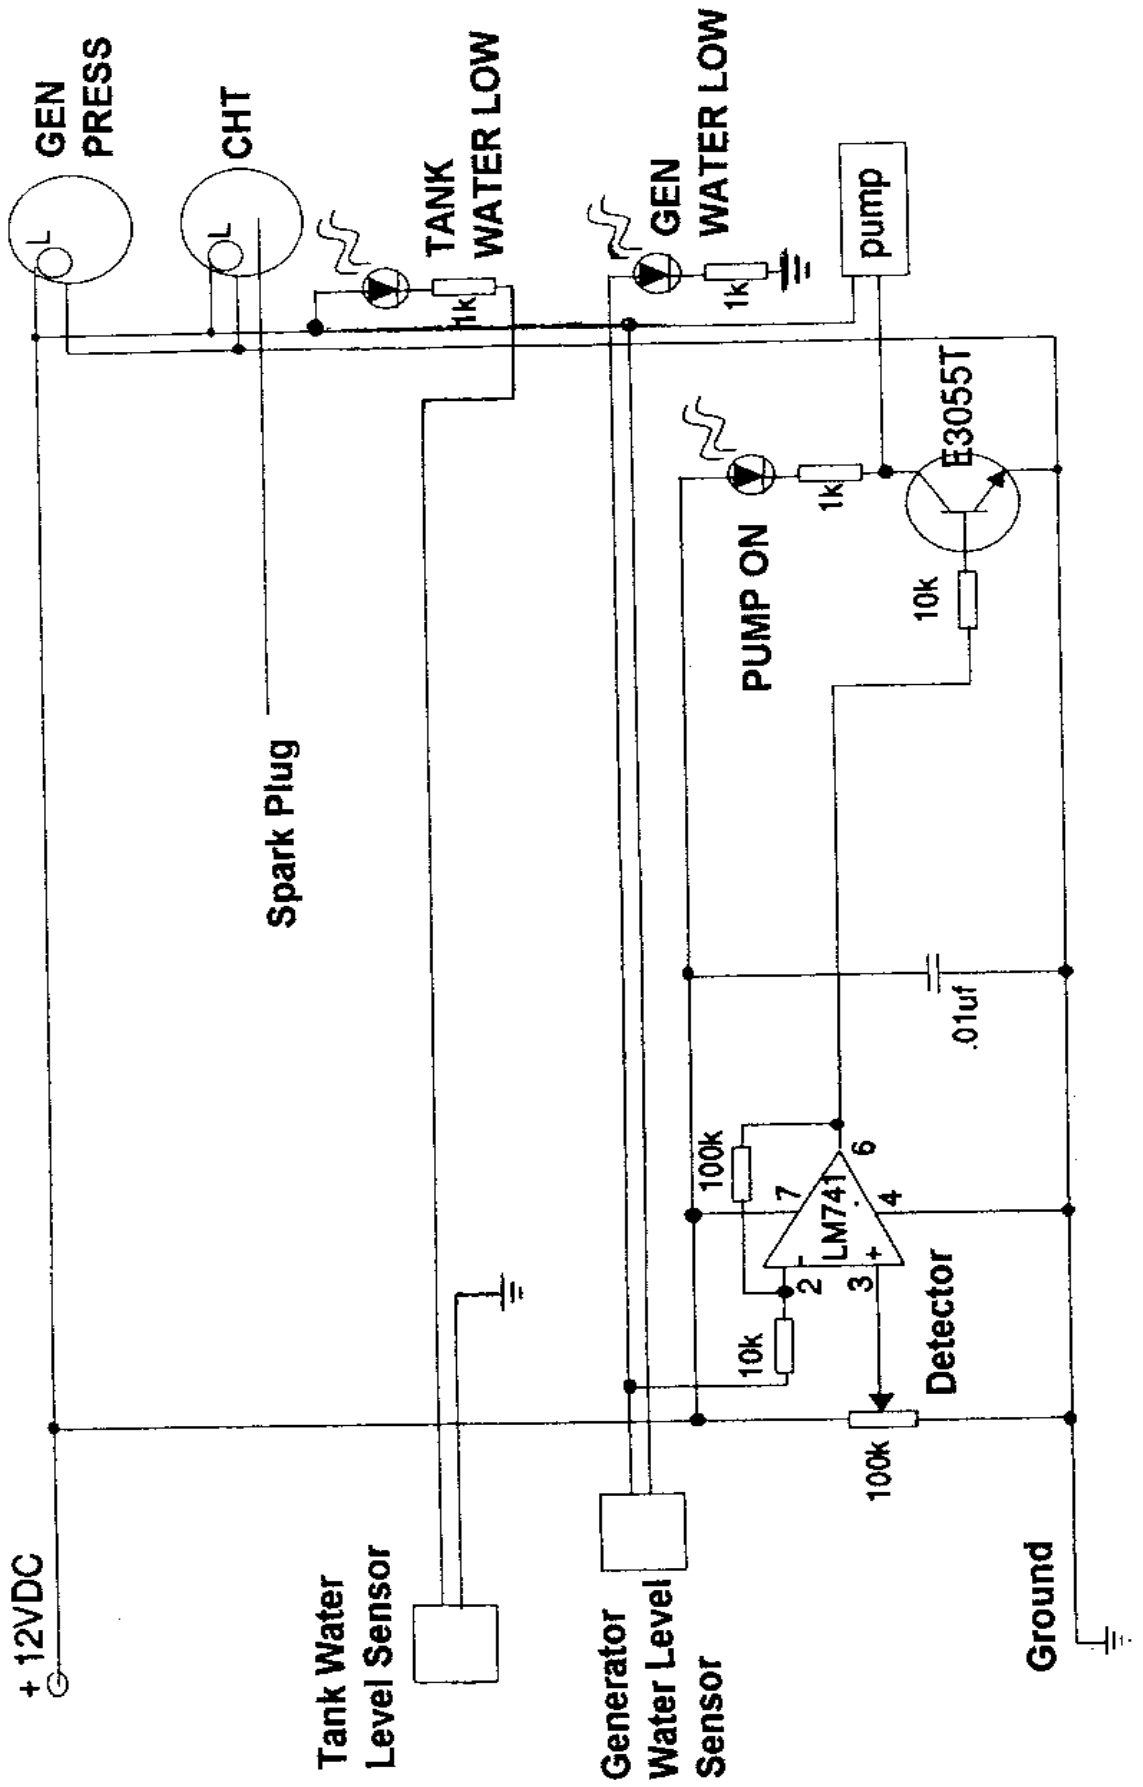 + 12VDC
GEN
PRESS
L
CHT
L
Spark Plug
TANK
WATER LOW
1k
Tank Water
Level Sensor
GEN
WATER LOW
1k
Generator
Water Level
Sensor
pump
PUMP ON
1k
E3055T
10k
100k
10k
2
-
7
LM741
6
3
+
4
.01uf
100k
Detector
Ground